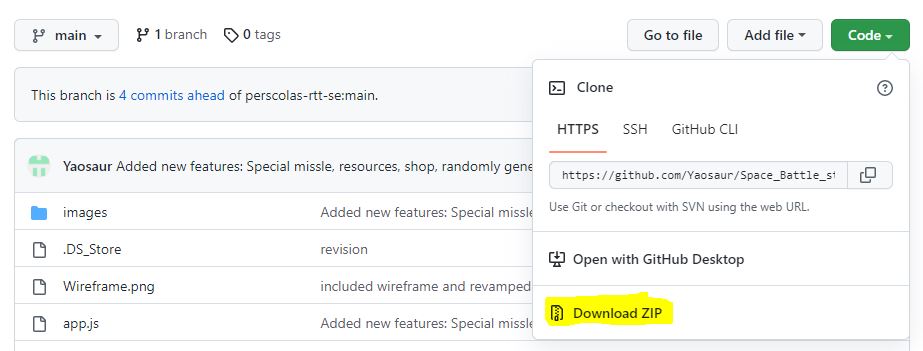 main
1 branch
0 tags
Go to file
Add file
Code
This branch is 4 commits ahead of perscolas-rtt-se:main.
Yaosaur Added new features: Special missle, resources, shop, randomly gene
images Added new features: Special missl
.DS_Store revision
Wireframe.png included wireframe and revamped
app.js Added new features: Special missl
Clone
HTTPS SSH GitHub CLI
https://github.com/Yaosaur/Space_Battle_st
Use Git or checkout with SVN using the web URL.
Open with GitHub Desktop
Download ZIP